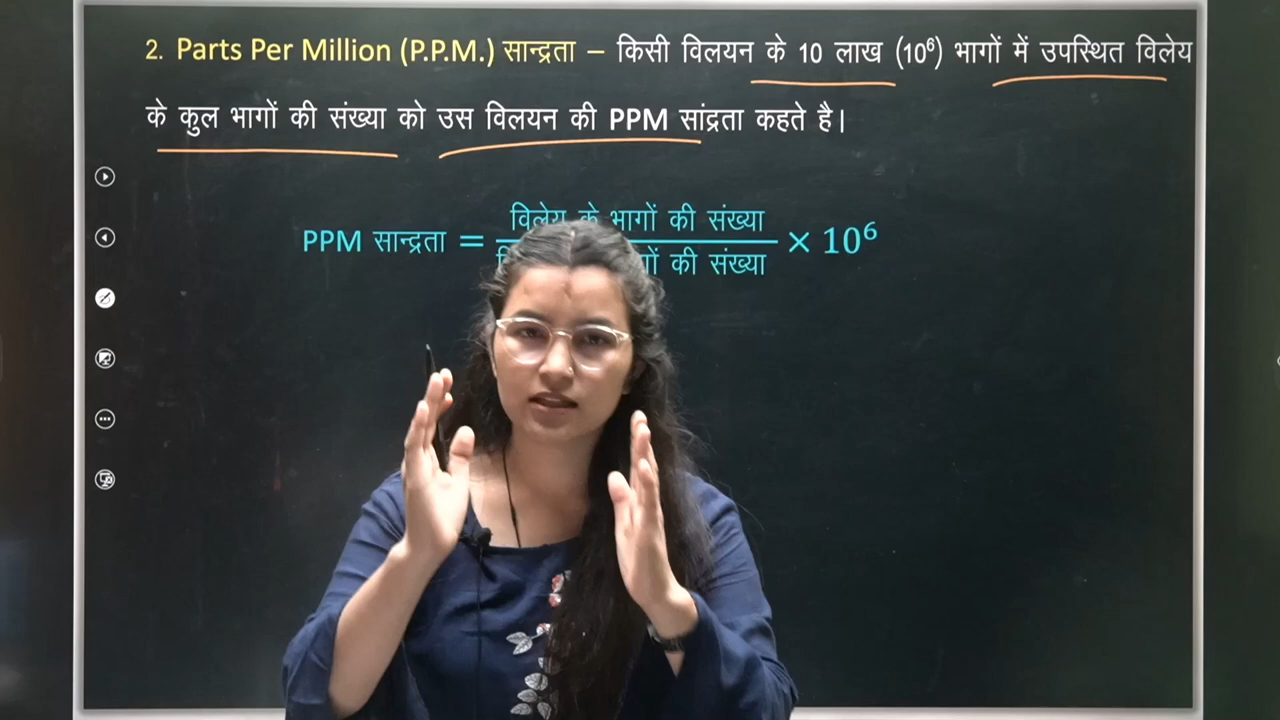 2. Parts Per Million (P.P.M.) सान्द्रता – किसी विलयन के 10 लाख (10⁶) भागों में उपस्थित विलेय
के कुल भागों की संख्या को उस विलयन की PPM सांद्रता कहते है।
विलेय के भागों की संख्या
PPM सान्द्रता = × 10⁶
की संख्या